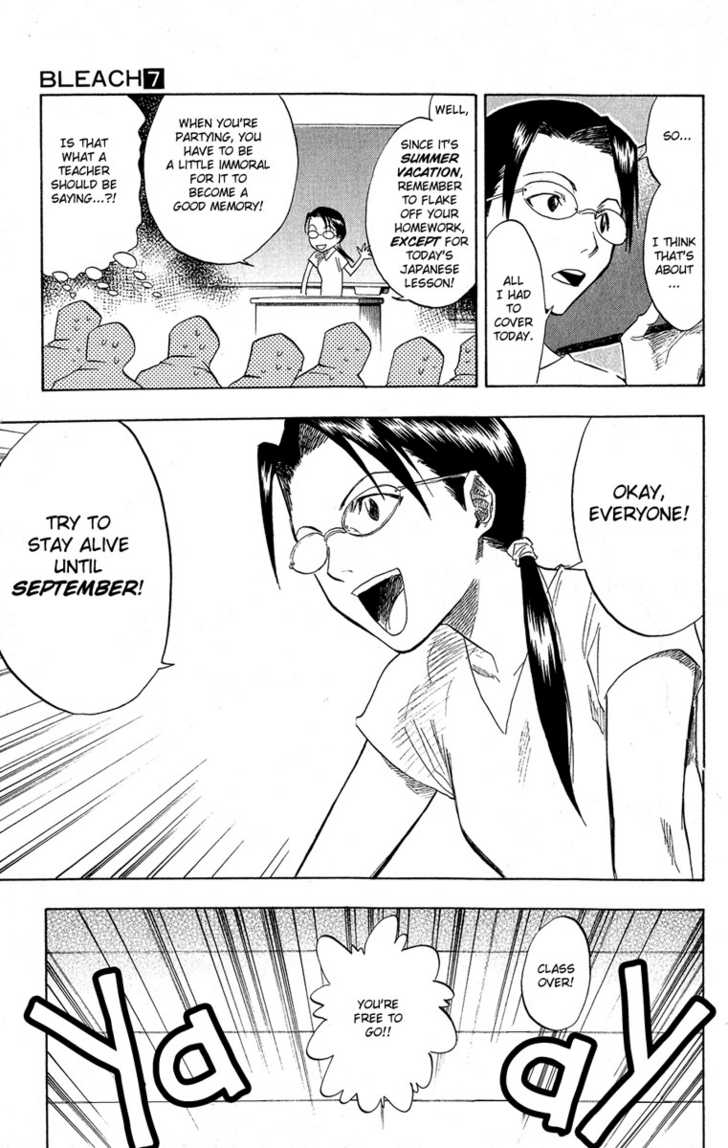 BLEACH 7
SO...
I THINK
THAT'S
ABOUT
...
ALL
I HAD
TO
COVER
TODAY.
WELL,
SINCE IT'S
SUMMER
VACATION,
REMEMBER
TO FLAKE
OFF YOUR
HOMEWORK,
EXCEPT FOR
TODAY'S
JAPANESE
LESSON!
WHEN YOU'RE
PARTYING, YOU
HAVE TO BE
A LITTLE IMMORAL
FOR IT TO
BECOME A
GOOD MEMORY!
IS THAT
WHAT A
TEACHER
SHOULD BE
SAYING...?!
OKAY,
EVERYONE!
TRY TO
STAY ALIVE
UNTIL
SEPTEMBER!
CLASS
OVER!
YOU'RE
FREE TO
GO!!
Ya
aY